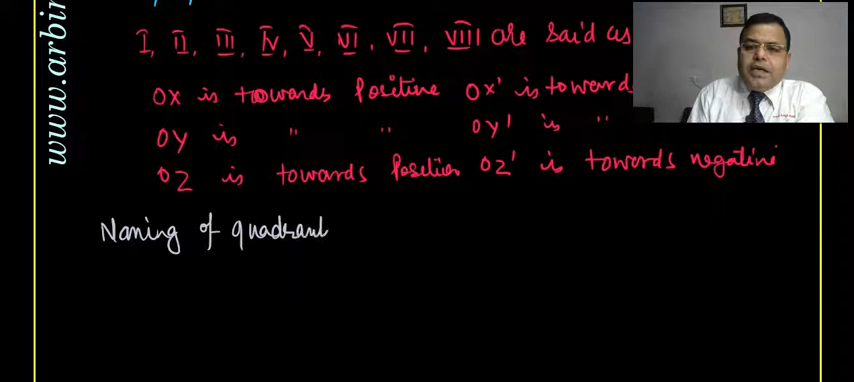 www.arbin
I, II, III, IV, V, VI, VII, VIII are said as
OX is towards Positive OX' is toward
OY is " " OY' is "
OZ is towards Positive OZ' is towards negative
Naming of quadrant